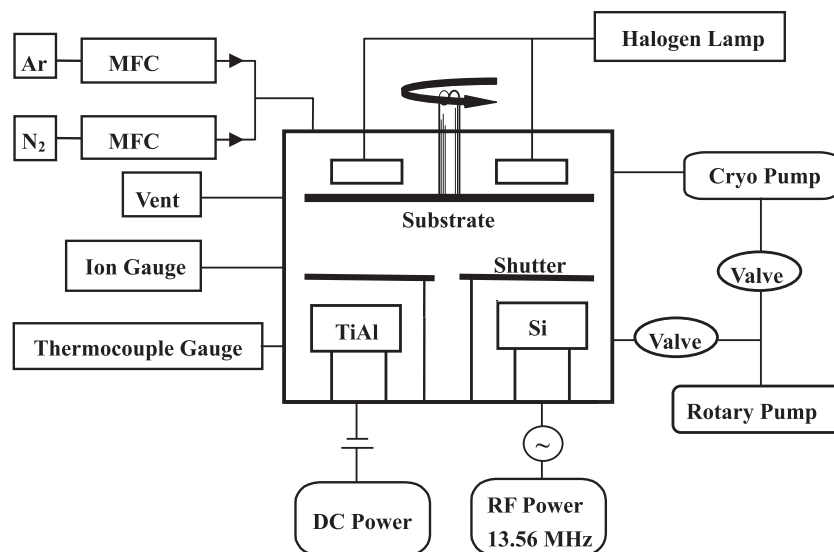 Halogen Lamp
Ar
MFC
N₂
MFC
Cryo Pump
Vent
Substrate
Ion Gauge
Shutter
Valve
TiAl
Si
Thermocouple Gauge
Valve
Rotary Pump
~
DC Power
RF Power
13.56 MHz